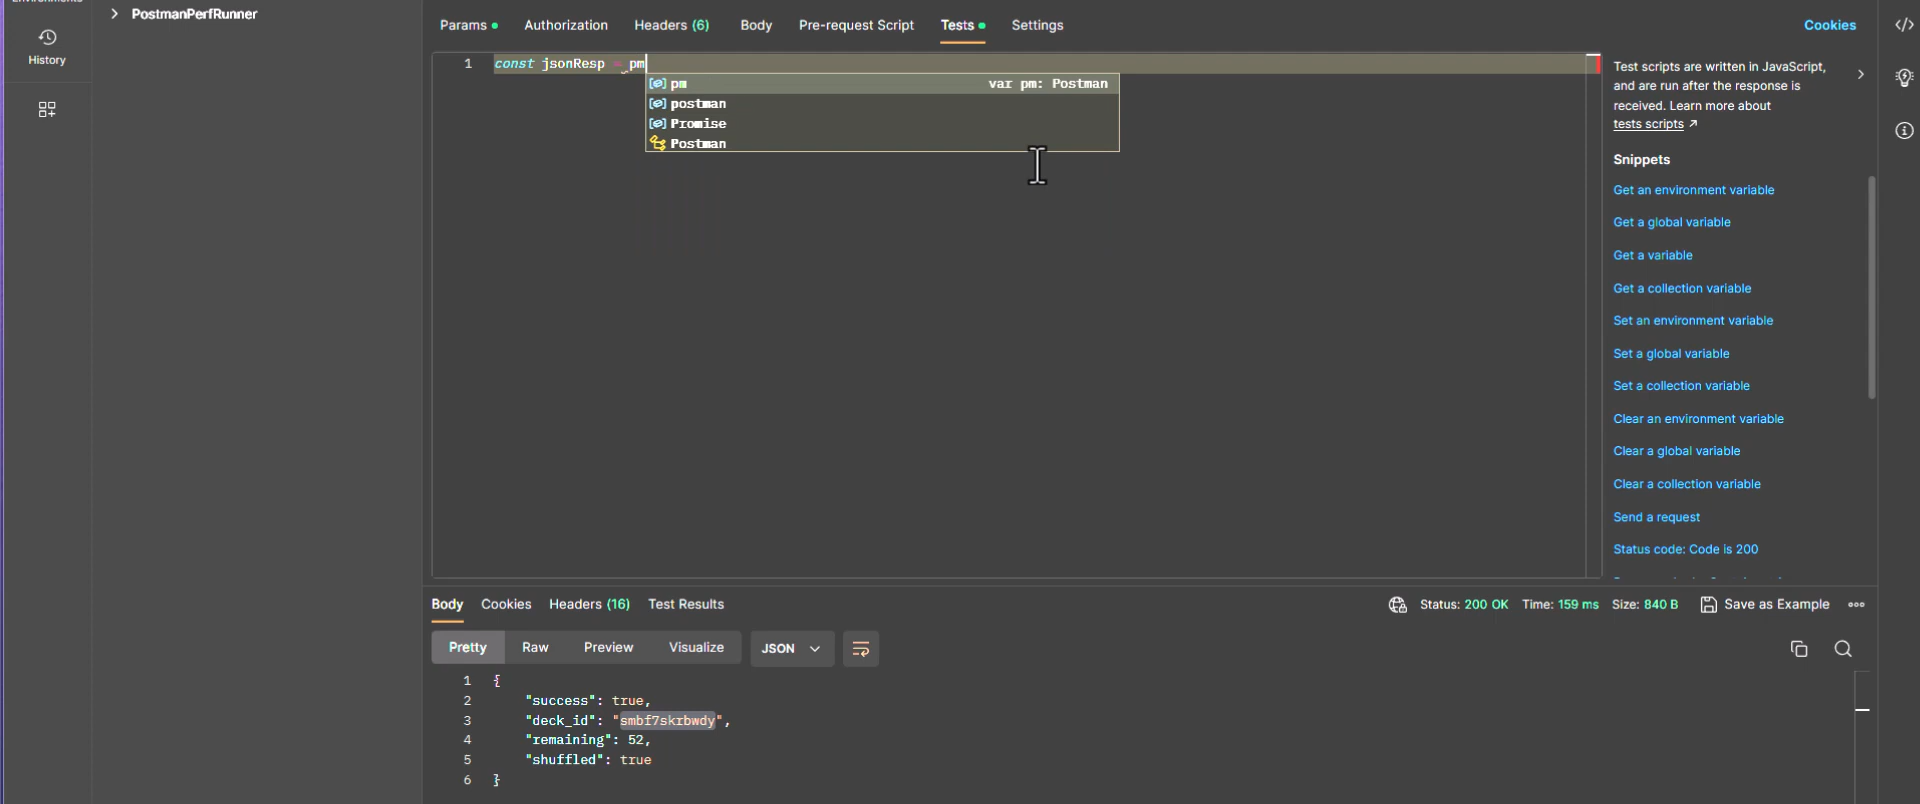 PostmanPerfRunner
History
Params
Authorization
Headers (6)
Body
Pre-request Script
Tests
Settings
Cookies
1 const jsonResp = pm
pm var pm: Postman
postman
Promise
Postman
Test scripts are written in JavaScript,
and are run after the response is
received. Learn more about
tests scripts ↗
Snippets
Get an environment variable
Get a global variable
Get a variable
Get a collection variable
Set an environment variable
Set a global variable
Set a collection variable
Clear an environment variable
Clear a global variable
Clear a collection variable
Send a request
Status code: Code is 200
Body Cookies Headers (16) Test Results
Status: 200 OK Time: 159 ms Size: 840 B Save as Example
Pretty Raw Preview Visualize JSON
1 {
2 "success": true,
3 "deck_id": "smbf7skrbwdy",
4 "remaining": 52,
5 "shuffled": true
6 }